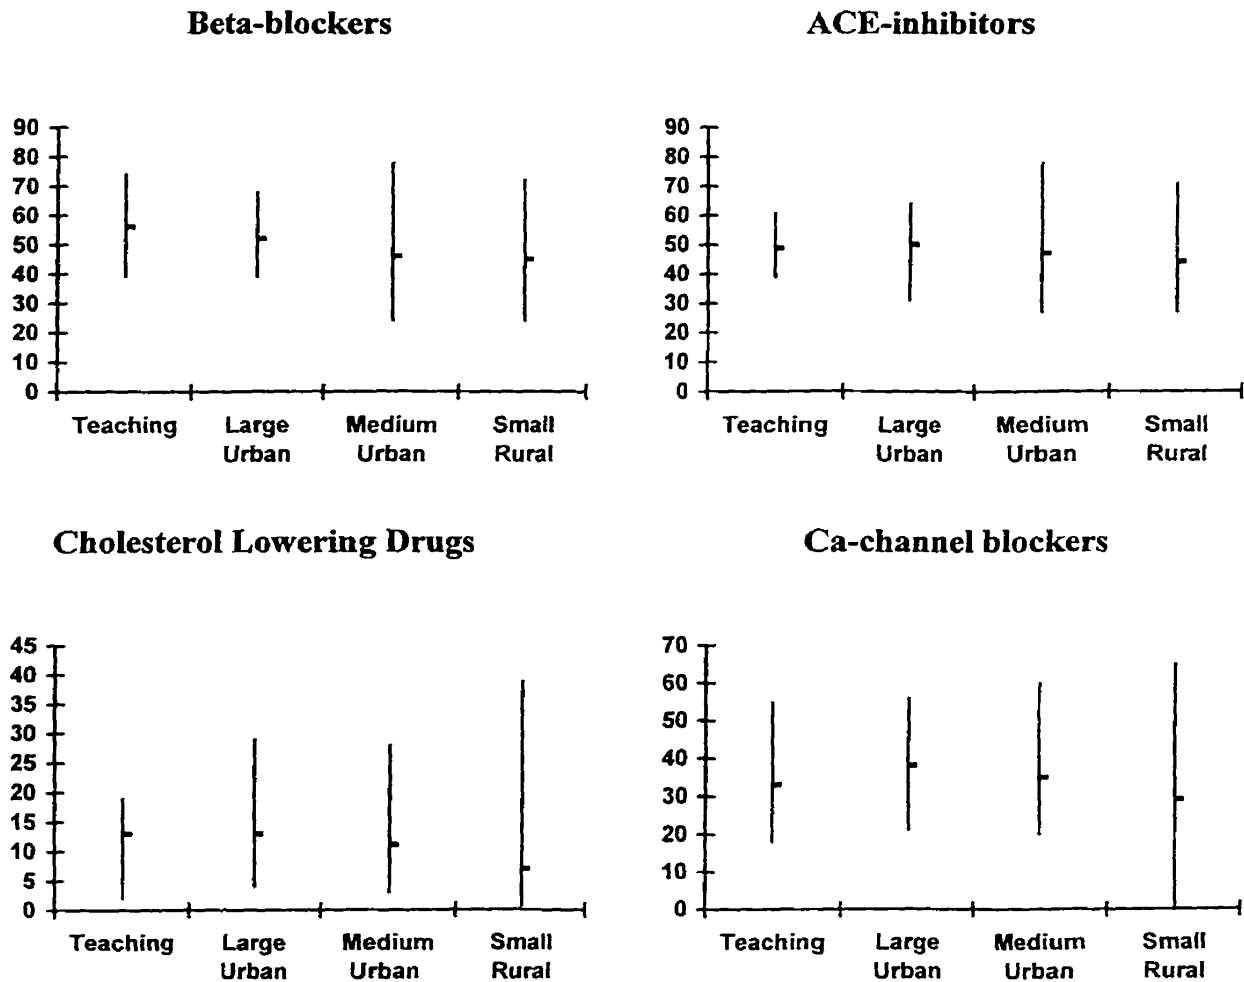 Beta-blockers
90
80
70
60
50
40
30
20
10
0
Teaching
Large
Urban
Medium
Urban
Small
Rural
ACE-inhibitors
90
80
70
60
50
40
30
20
10
0
Teaching
Large
Urban
Medium
Urban
Small
Rural
Cholesterol Lowering Drugs
45
40
35
30
25
20
15
10
5
0
Teaching
Large
Urban
Medium
Urban
Small
Rural
Ca-channel blockers
70
60
50
40
30
20
10
0
Teaching
Large
Urban
Medium
Urban
Small
Rural